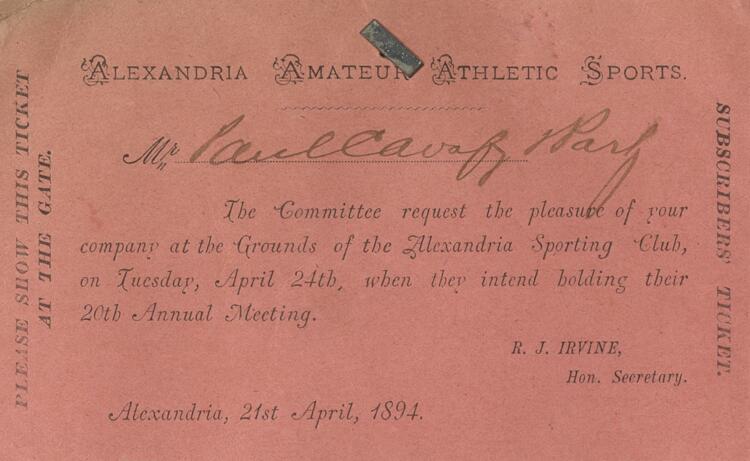 ALEXANDRIA AMATEUR ATHLETIC SPORTS.
Mr Paul Cavafy & Party
The Committee request the pleasure of your
company at the Grounds of the Alexandria Sporting Club,
on Tuesday, April 24th, when they intend holding their
20th Annual Meeting.
R. J. IRVINE,
Hon. Secretary.
Alexandria, 21st April, 1894.
PLEASE SHOW THIS TICKET
AT THE GATE.
SUBSCRIBERS' TICKET.